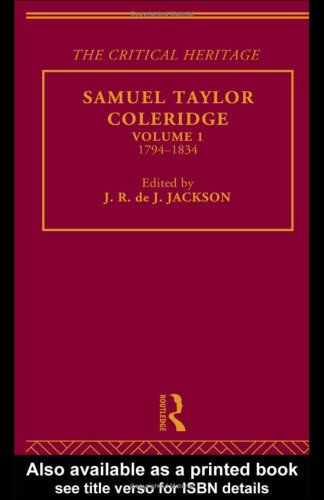 THE CRITICAL HERITAGE
SAMUEL TAYLOR
COLERIDGE
VOLUME 1
1794–1834
Edited by
J. R. de J. JACKSON
ROUTLEDGE
Also available as a printed book
see title verso for ISBN details